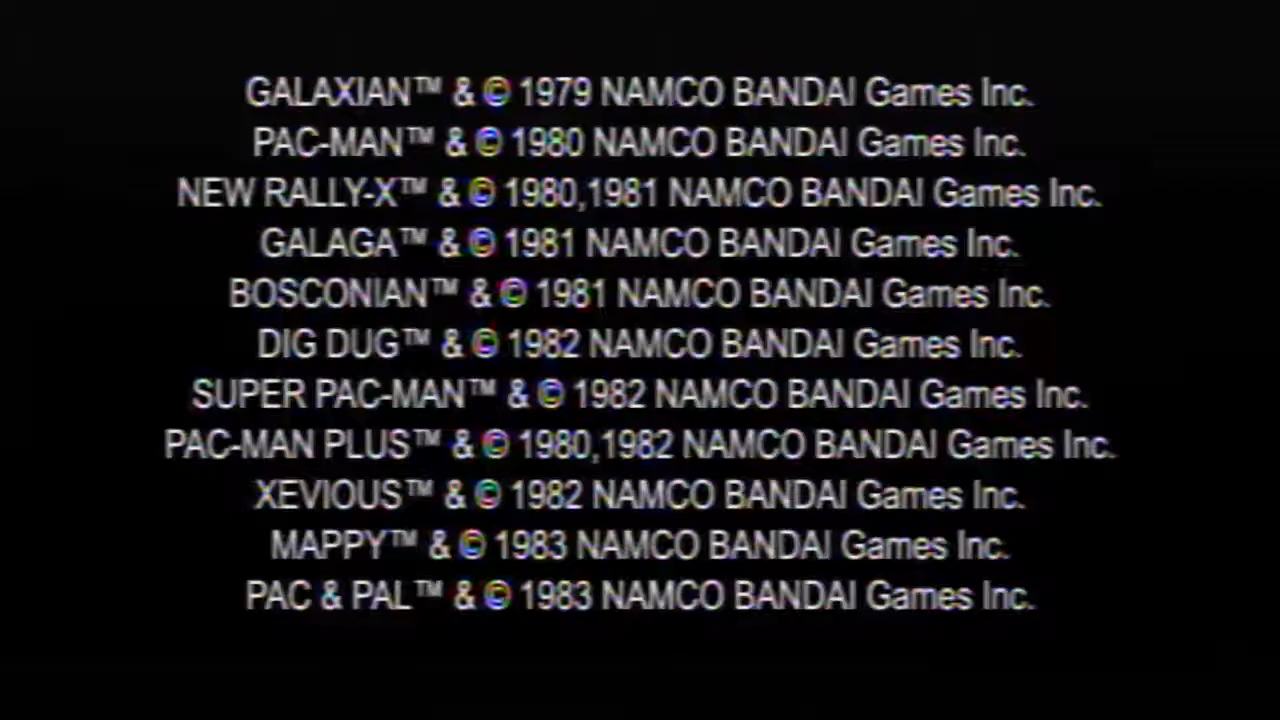 GALAXIAN™ & © 1979 NAMCO BANDAI Games Inc.
PAC-MAN™ & © 1980 NAMCO BANDAI Games Inc.
NEW RALLY-X™ & © 1980,1981 NAMCO BANDAI Games Inc.
GALAGA™ & © 1981 NAMCO BANDAI Games Inc.
BOSCONIAN™ & © 1981 NAMCO BANDAI Games Inc.
DIG DUG™ & © 1982 NAMCO BANDAI Games Inc.
SUPER PAC-MAN™ & © 1982 NAMCO BANDAI Games Inc.
PAC-MAN PLUS™ & © 1980,1982 NAMCO BANDAI Games Inc.
XEVIOUS™ & © 1982 NAMCO BANDAI Games Inc.
MAPPY™ & © 1983 NAMCO BANDAI Games Inc.
PAC & PAL™ & © 1983 NAMCO BANDAI Games Inc.